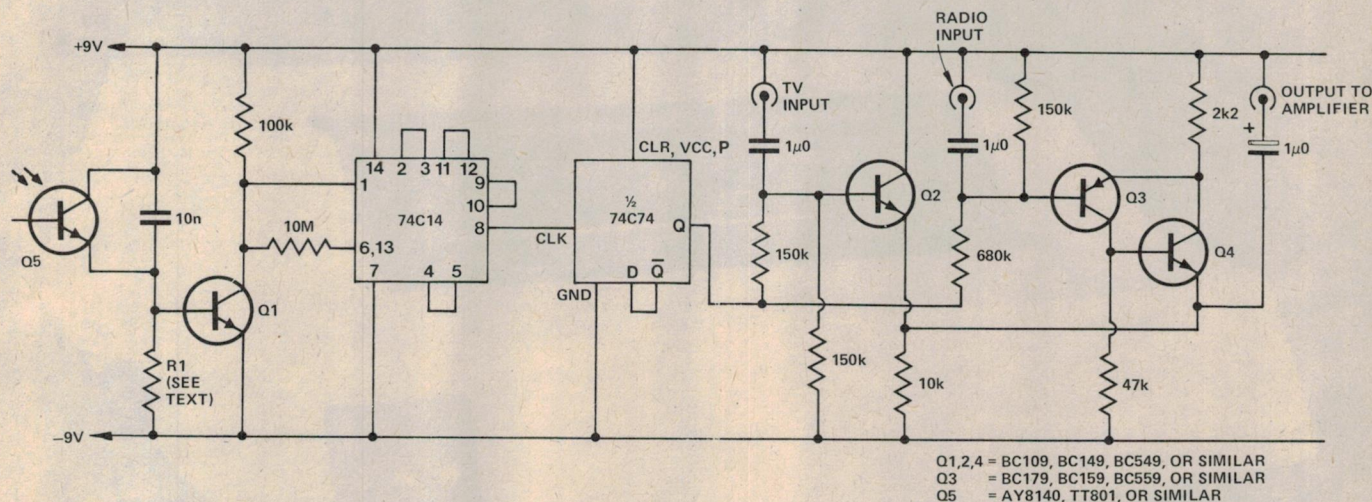 RADIO
INPUT
+9V
TV
INPUT
OUTPUT TO
AMPLIFIER
100k
150k
2k2
+
1µ0
1µ0
1µ0
CLR, VCC, P
14 2 3 11 12
1
9
10
74C14
8
6,13
7
4 5
10n
10M
Q5
Q1
½
74C74
Q
CLK
D Q̅
GND
Q2
Q3
Q4
150k
680k
R1
(SEE
TEXT)
150k
10k
47k
−9V
Q1,2,4 = BC109, BC149, BC549, OR SIMILAR
Q3 = BC179, BC159, BC559, OR SIMILAR
Q5 = AY8140, TT801, OR SIMILAR